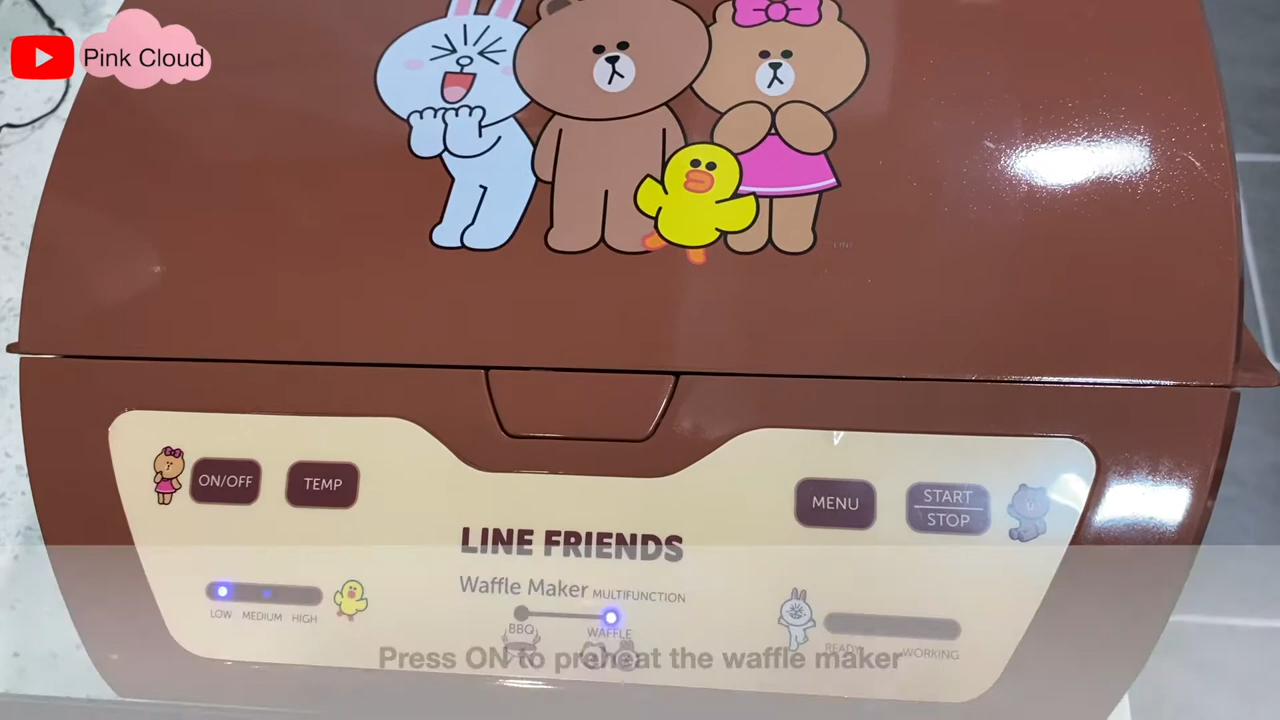 Pink Cloud
LINE
ON/OFF
TEMP
MENU
START
STOP
LINE FRIENDS
Waffle Maker MULTIFUNCTION
LOW MEDIUM HIGH
BBQ
WAFFLE
READY
WORKING
Press ON to preheat the waffle maker